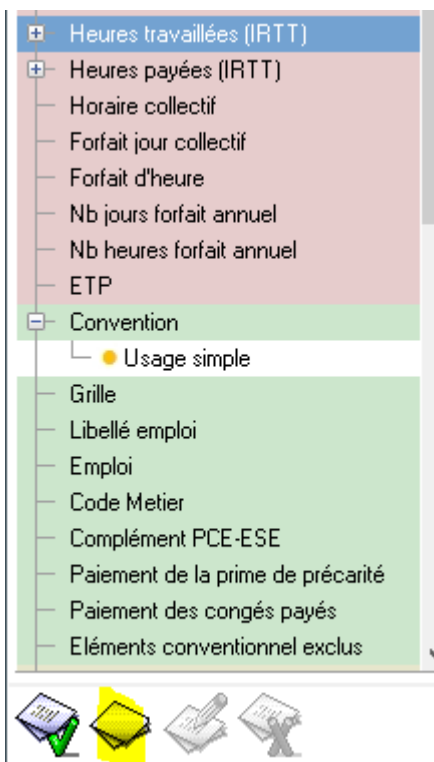 Heures travaillées (IRTT)
Heures payées (IRTT)
Horaire collectif
Forfait jour collectif
Forfait d'heure
Nb jours forfait annuel
Nb heures forfait annuel
ETP
Convention
Usage simple
Grille
Libellé emploi
Emploi
Code Metier
Complément PCE-ESE
Paiement de la prime de précarité
Paiement des congés payés
Eléments conventionnel exclus